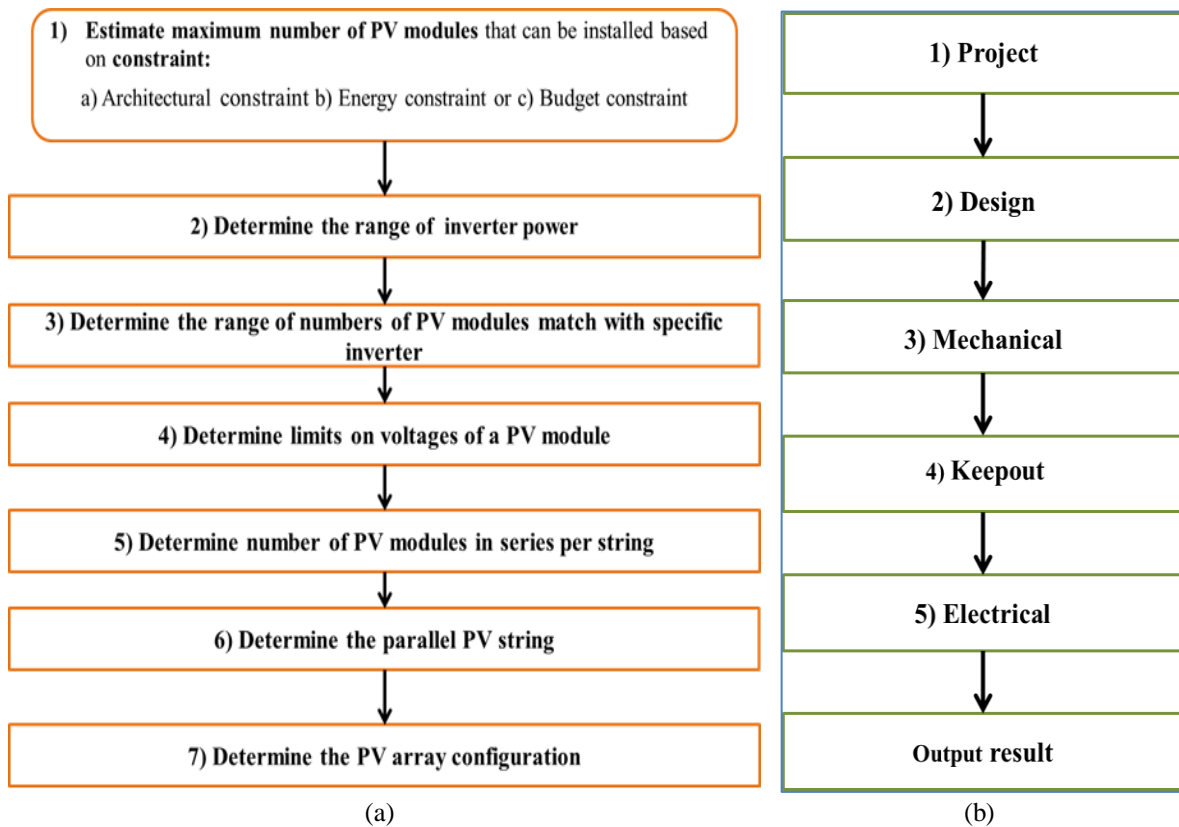 1) Estimate maximum number of PV modules that can be installed based
on constraint:
a) Architectural constraint b) Energy constraint or c) Budget constraint
2) Determine the range of inverter power
3) Determine the range of numbers of PV modules match with specific
inverter
4) Determine limits on voltages of a PV module
5) Determine number of PV modules in series per string
6) Determine the parallel PV string
7) Determine the PV array configuration
(a)
1) Project
2) Design
3) Mechanical
4) Keepout
5) Electrical
Output result
(b)